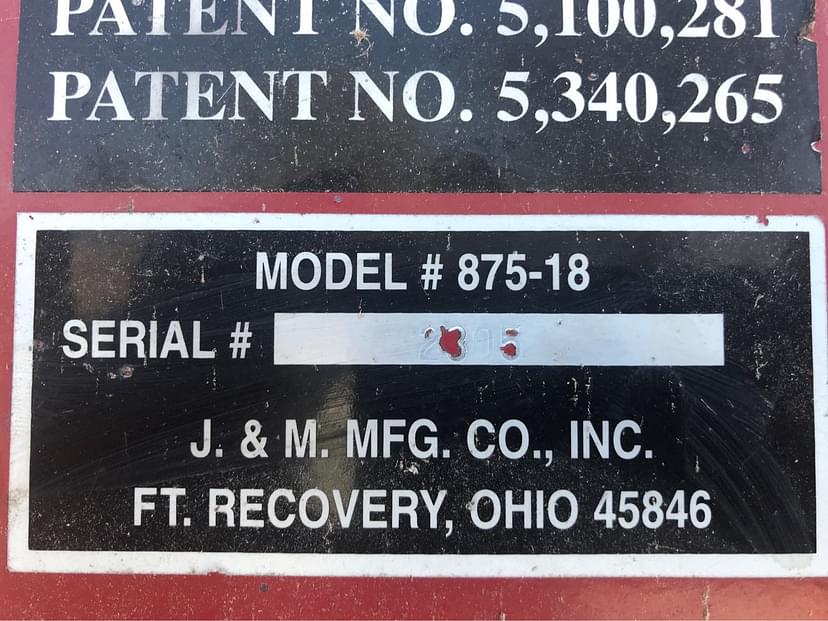 PATENT NO. 5,100,281
PATENT NO. 5,340,265
MODEL # 875-18
SERIAL #
J. & M. MFG. CO., INC.
FT. RECOVERY, OHIO 45846